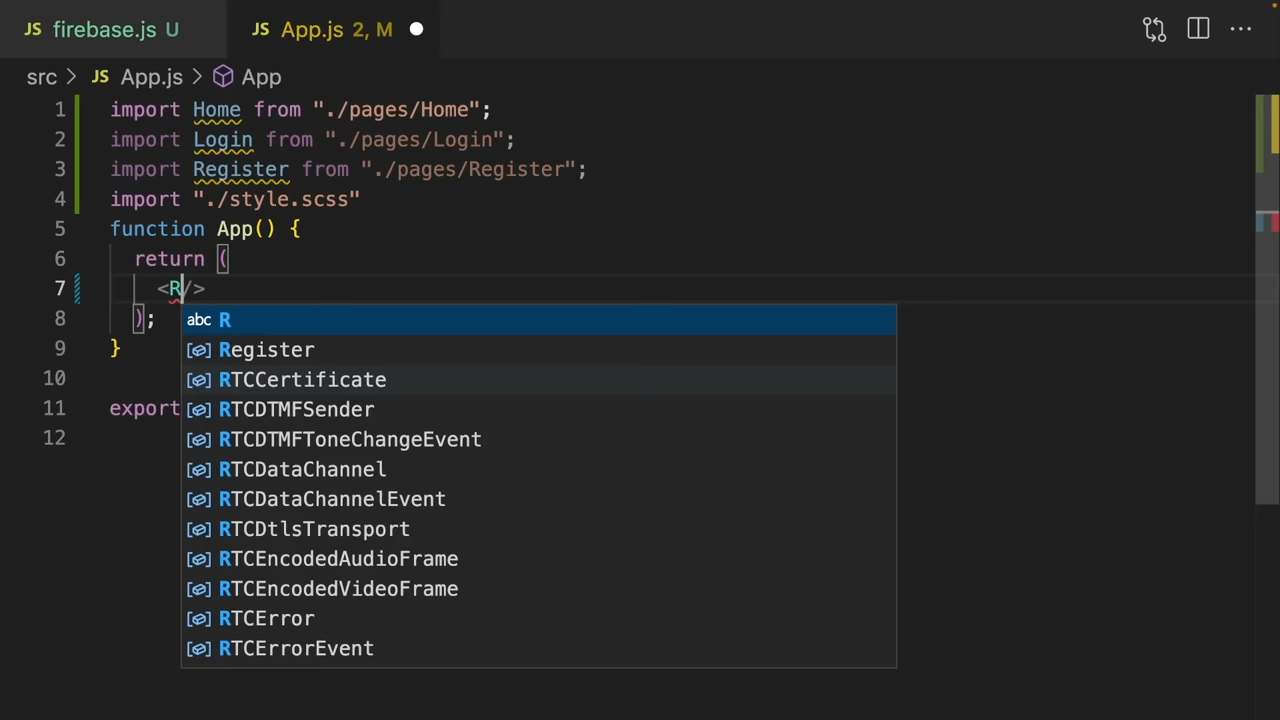 JS firebase.js U JS App.js 2, M
src > JS App.js > App
1 import Home from "./pages/Home";
2 import Login from "./pages/Login";
3 import Register from "./pages/Register";
4 import "./style.scss"
5 function App() {
6 return (
7 <R/>
8 );
9 }
10
11 export
12
abc R
Register
RTCCertificate
RTCDTMFSender
RTCDTMFToneChangeEvent
RTCDataChannel
RTCDataChannelEvent
RTCDtlsTransport
RTCEncodedAudioFrame
RTCEncodedVideoFrame
RTCError
RTCErrorEvent